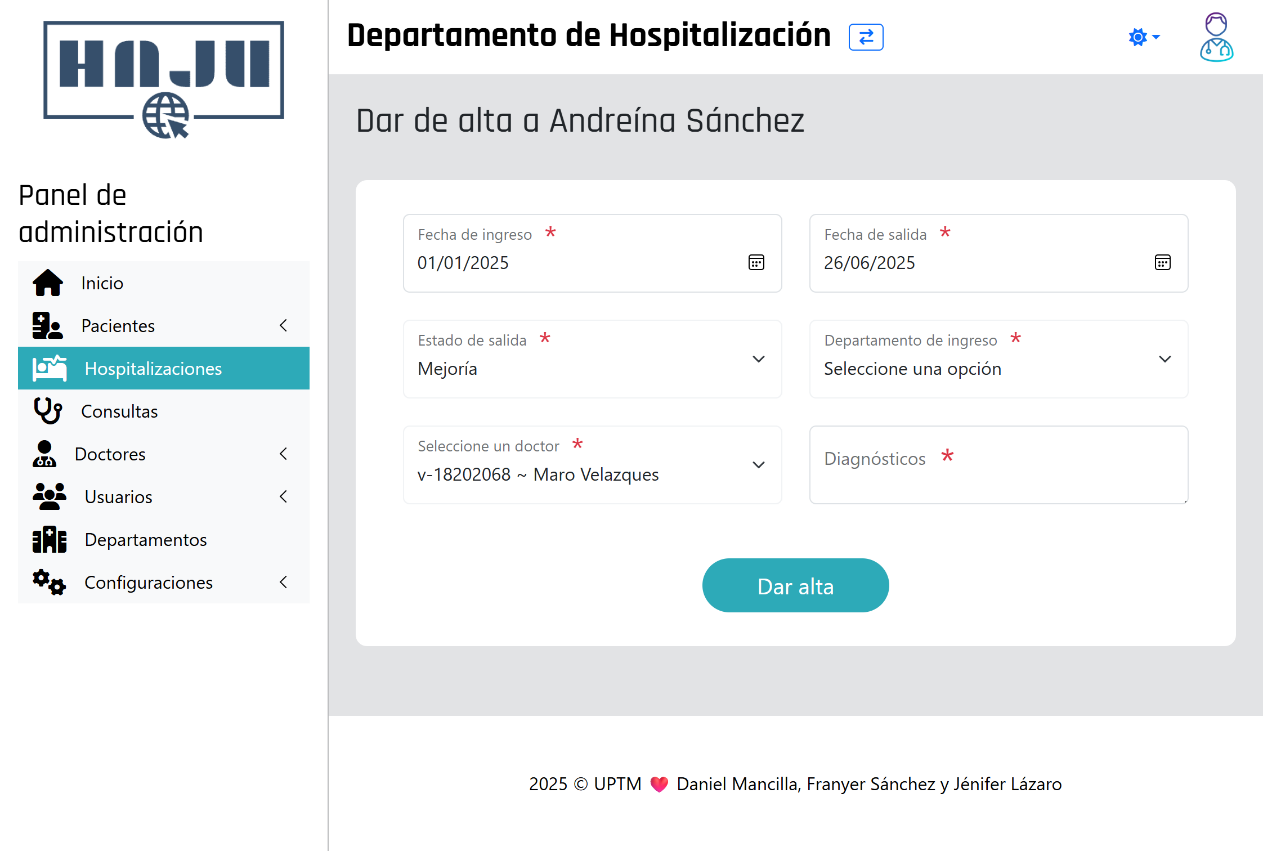 HNJU
Panel de
administración
Inicio
Pacientes
Hospitalizaciones
Consultas
Doctores
Usuarios
Departamentos
Configuraciones
Departamento de Hospitalización
Dar de alta a Andreína Sánchez
Fecha de ingreso *
01/01/2025
Fecha de salida *
26/06/2025
Estado de salida *
Mejoría
Departamento de ingreso *
Seleccione una opción
Seleccione un doctor *
v-18202068 ~ Maro Velazques
Diagnósticos *
Dar alta
2025 © UPTM ❤ Daniel Mancilla, Franyer Sánchez y Jénifer Lázaro